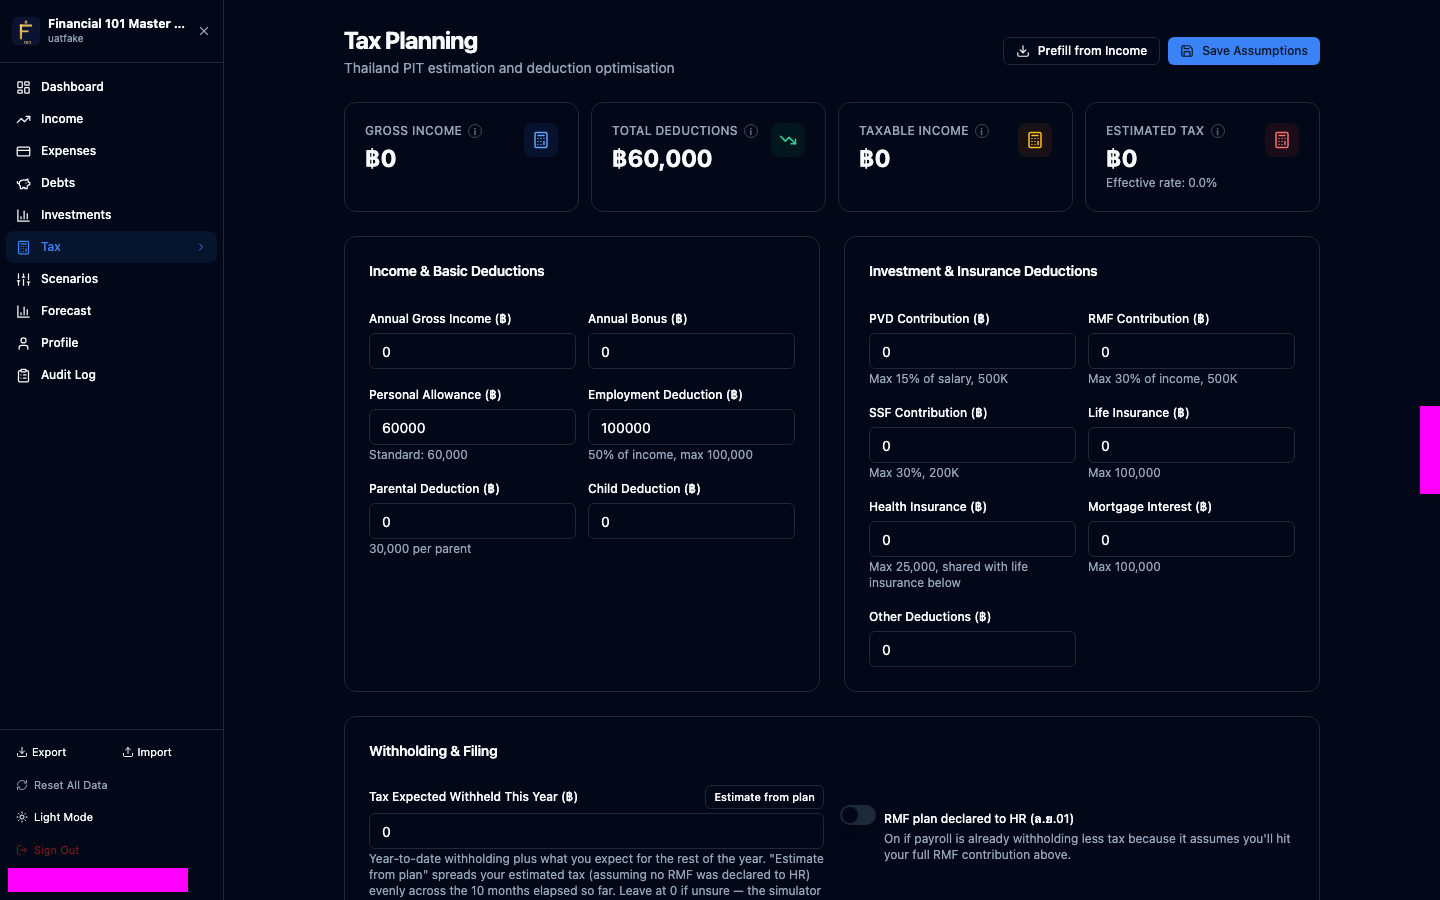 Financial 101 Master ...
uatfake
Dashboard
Income
Expenses
Debts
Investments
Tax
Scenarios
Forecast
Profile
Audit Log
Export
Import
Reset All Data
Light Mode
Sign Out
Tax Planning
Thailand PIT estimation and deduction optimisation
Prefill from Income
Save Assumptions
GROSS INCOME
฿0
TOTAL DEDUCTIONS
฿60,000
TAXABLE INCOME
฿0
ESTIMATED TAX
฿0
Effective rate: 0.0%
Income & Basic Deductions
Annual Gross Income (฿)
0
Annual Bonus (฿)
0
Personal Allowance (฿)
60000
Standard: 60,000
Employment Deduction (฿)
100000
50% of income, max 100,000
Parental Deduction (฿)
0
30,000 per parent
Child Deduction (฿)
0
Investment & Insurance Deductions
PVD Contribution (฿)
0
Max 15% of salary, 500K
RMF Contribution (฿)
0
Max 30% of income, 500K
SSF Contribution (฿)
0
Max 30%, 200K
Life Insurance (฿)
0
Max 100,000
Health Insurance (฿)
0
Max 25,000, shared with life
insurance below
Mortgage Interest (฿)
0
Max 100,000
Other Deductions (฿)
0
Withholding & Filing
Tax Expected Withheld This Year (฿)
Estimate from plan
0
Year-to-date withholding plus what you expect for the rest of the year. "Estimate
from plan" spreads your estimated tax (assuming no RMF was declared to HR)
evenly across the 10 months elapsed so far. Leave at 0 if unsure — the simulator
RMF plan declared to HR (ล.ย.01)
On if payroll is already withholding less tax because it assumes you'll hit
your full RMF contribution above.